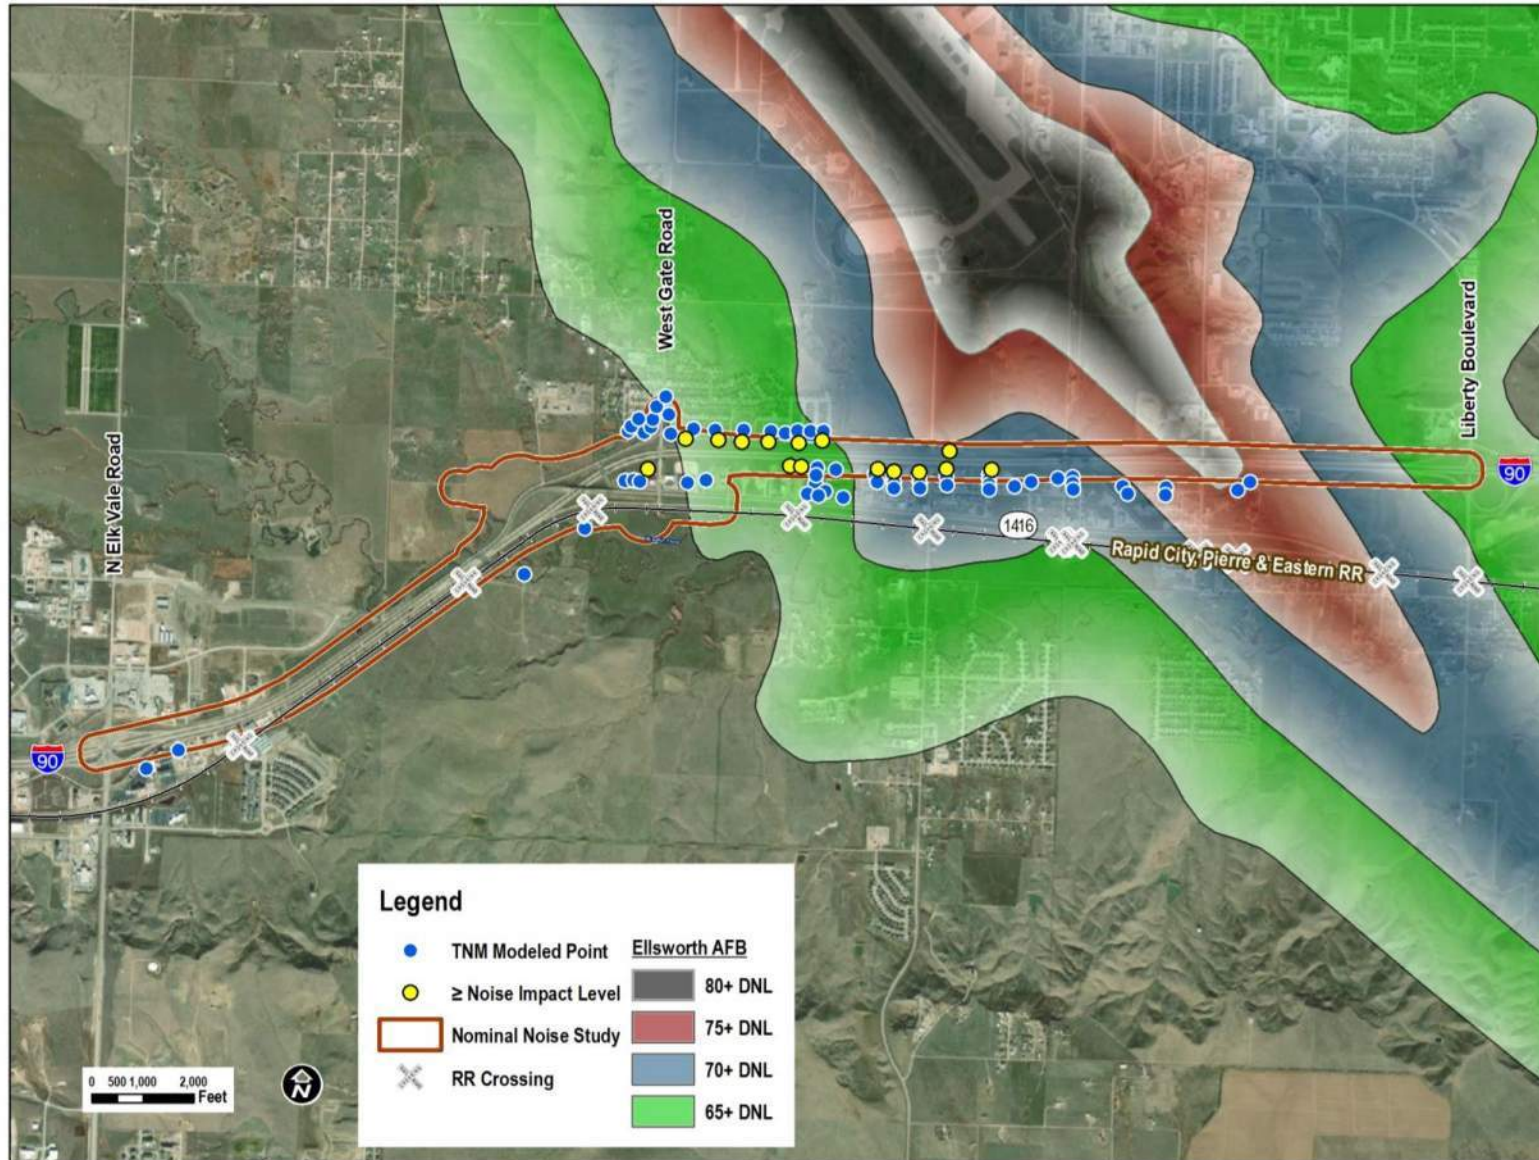 West Gate Road
Liberty Boulevard
N Elk Vale Road
90
1416
Rapid City, Pierre & Eastern RR
90
Legend
TNM Modeled Point
≥ Noise Impact Level
Nominal Noise Study
RR Crossing
Ellsworth AFB
80+ DNL
75+ DNL
70+ DNL
65+ DNL
0 500 1,000 2,000
Feet
N